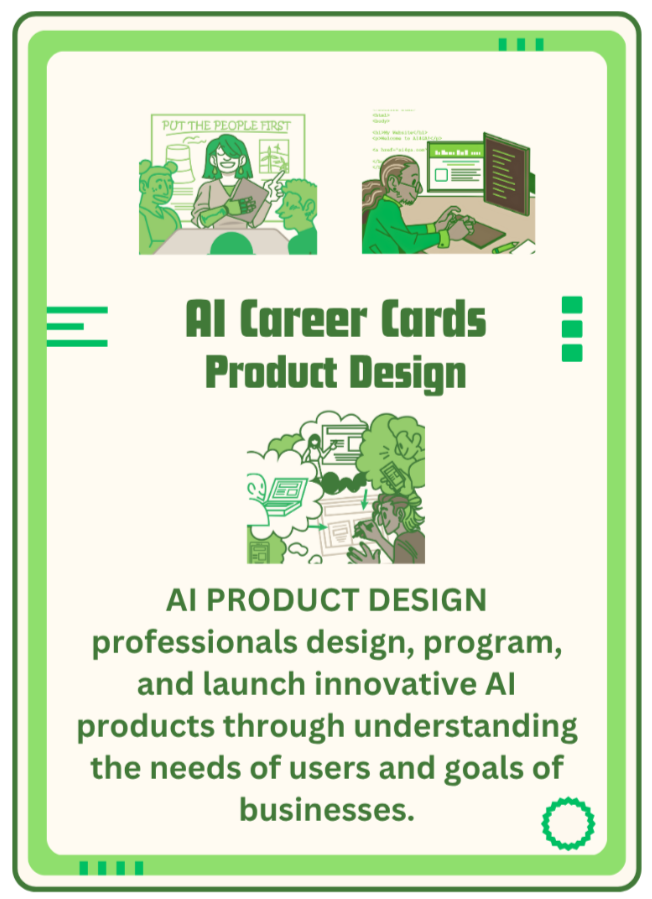 PUT THE PEOPLE FIRST
AI Career Cards
Product Design
AI PRODUCT DESIGN
professionals design, program,
and launch innovative AI
products through understanding
the needs of users and goals of
businesses.